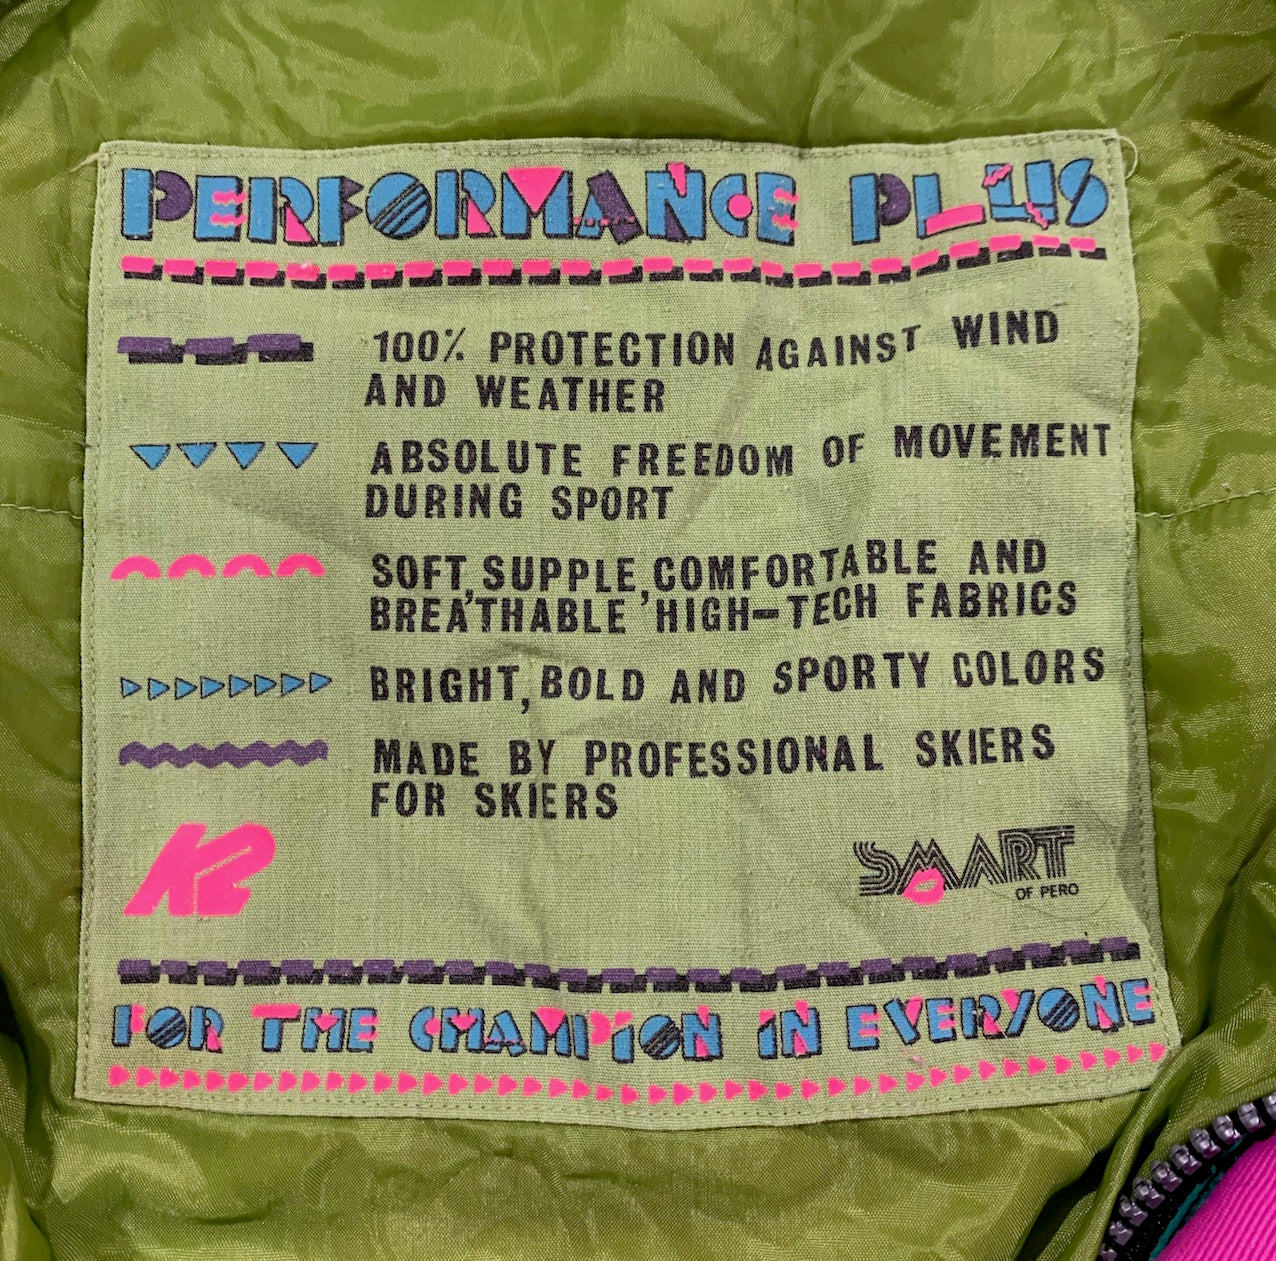 PERFORMANCE PLUS
100% PROTECTION AGAINST WIND
AND WEATHER
ABSOLUTE FREEDOM OF MOVEMENT
DURING SPORT
SOFT, SUPPLE, COMFORTABLE AND
BREATHABLE, HIGH-TECH FABRICS
BRIGHT, BOLD AND SPORTY COLORS
MADE BY PROFESSIONAL SKIERS
FOR SKIERS
K2
SMART
OF PERO
FOR THE CHAMPION IN EVERYONE